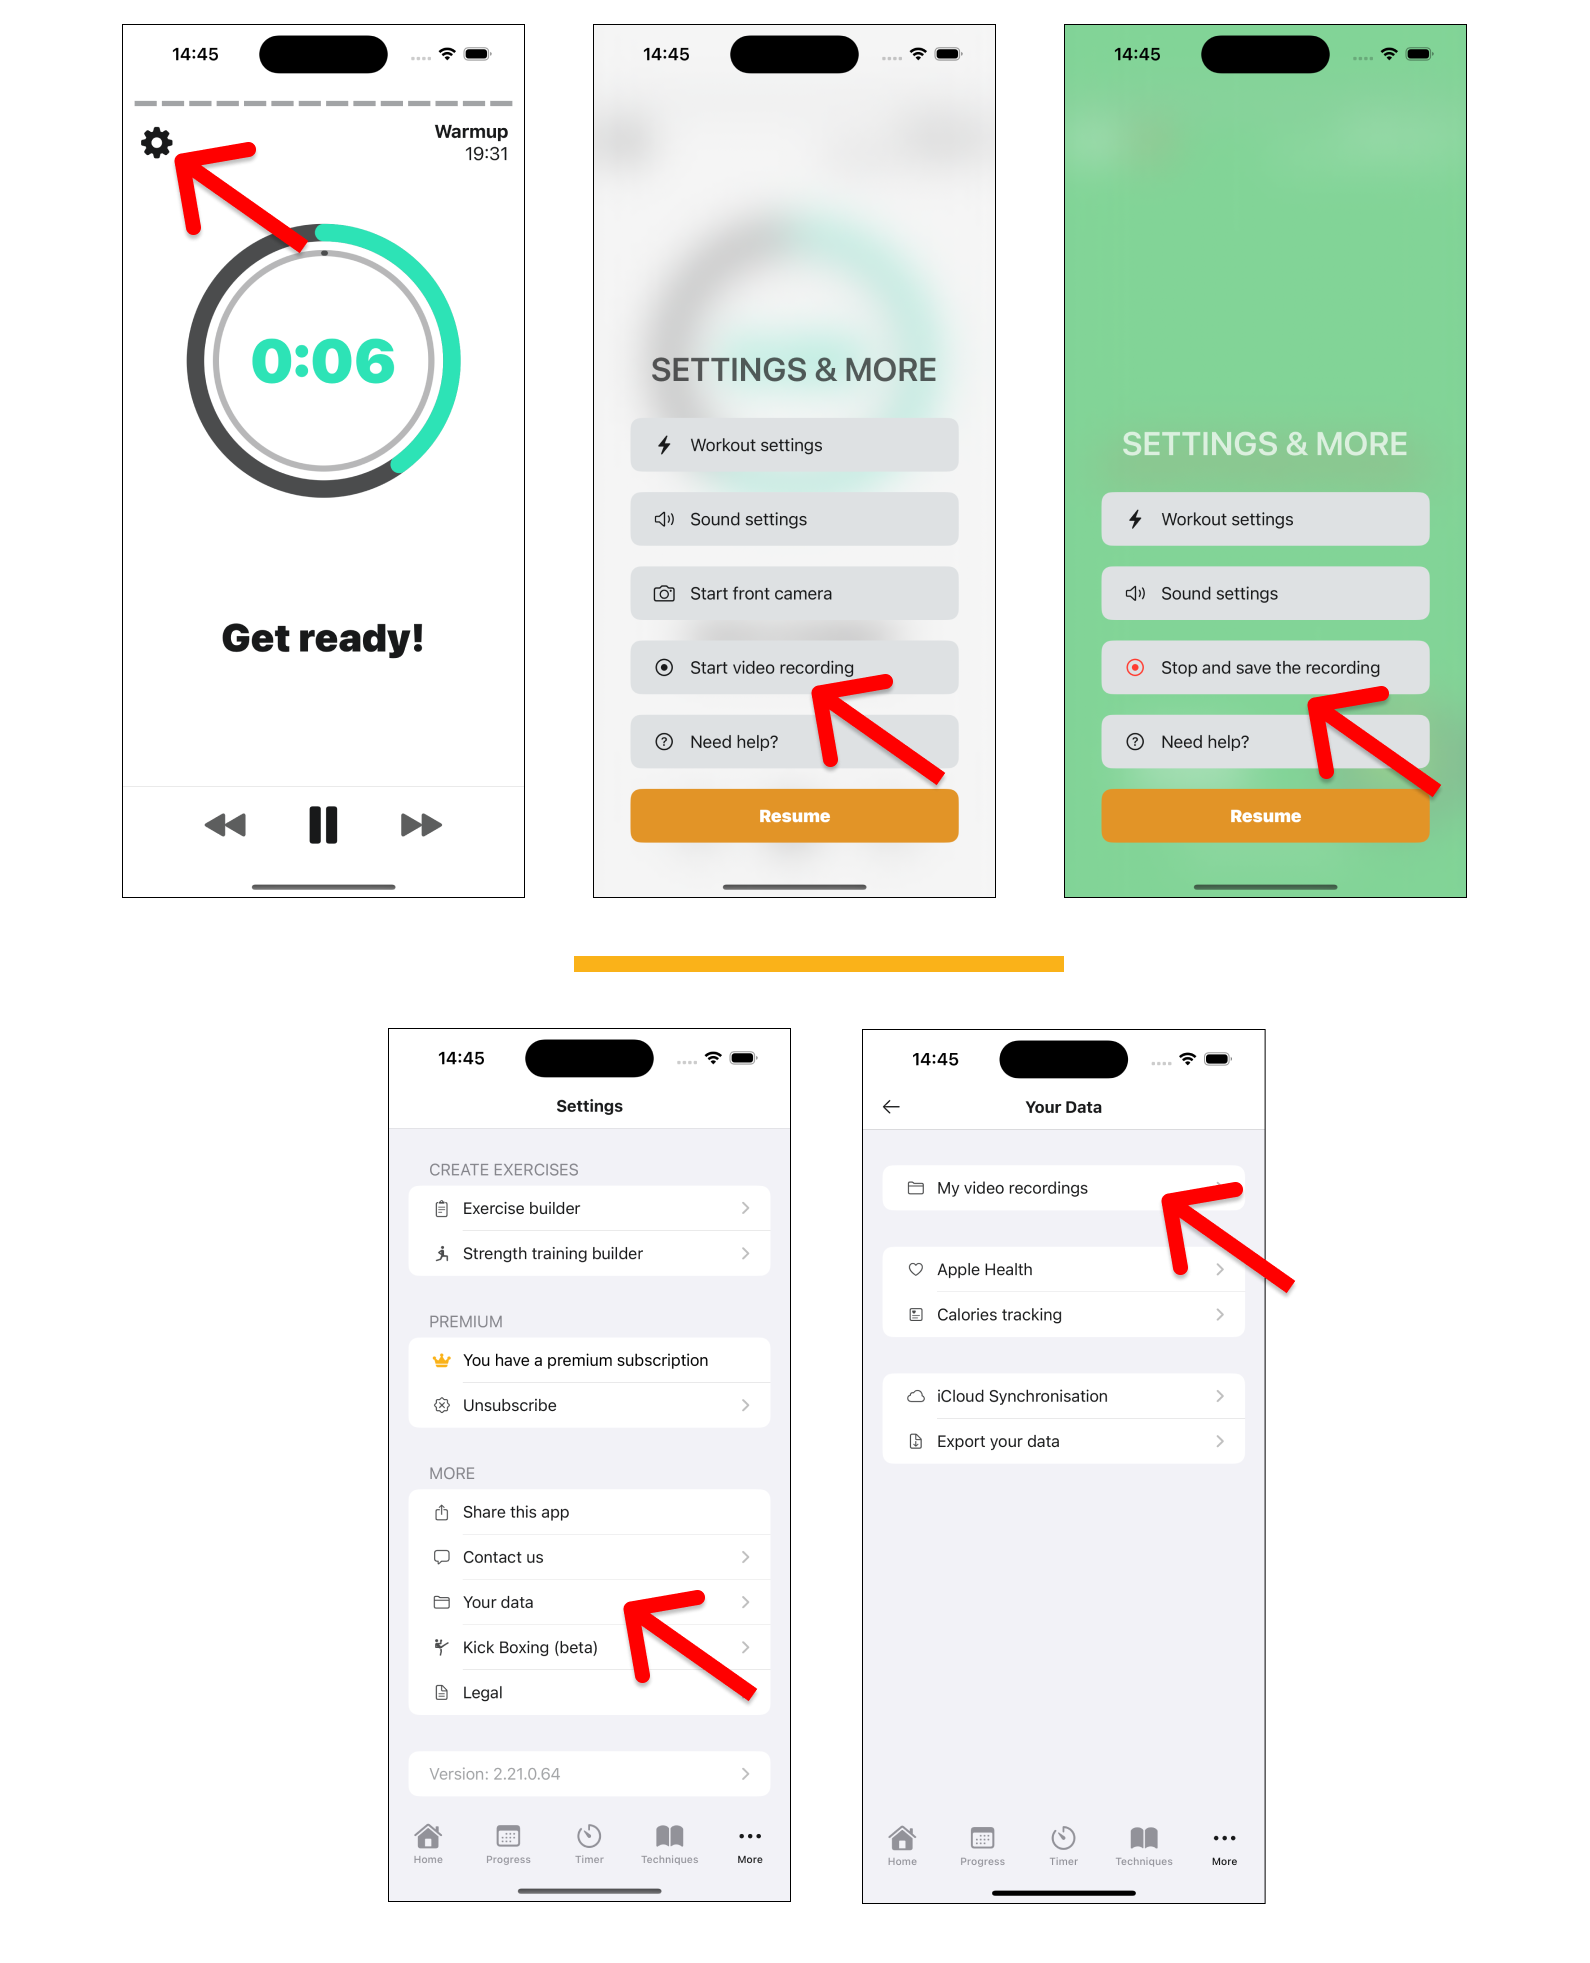 14:45
Warmup
19:31
0:06
Get ready!
14:45
SETTINGS & MORE
Workout settings
Sound settings
Start front camera
Start video recording
Need help?
Resume
14:45
SETTINGS & MORE
Workout settings
Sound settings
Stop and save the recording
Need help?
Resume
14:45
Settings
CREATE EXERCISES
Exercise builder
Strength training builder
PREMIUM
You have a premium subscription
Unsubscribe
MORE
Share this app
Contact us
Your data
Kick Boxing (beta)
Legal
Version: 2.21.0.64
Home
Progress
Timer
Techniques
More
14:45
Your Data
My video recordings
Apple Health
Calories tracking
iCloud Synchronisation
Export your data
Home
Progress
Timer
Techniques
More